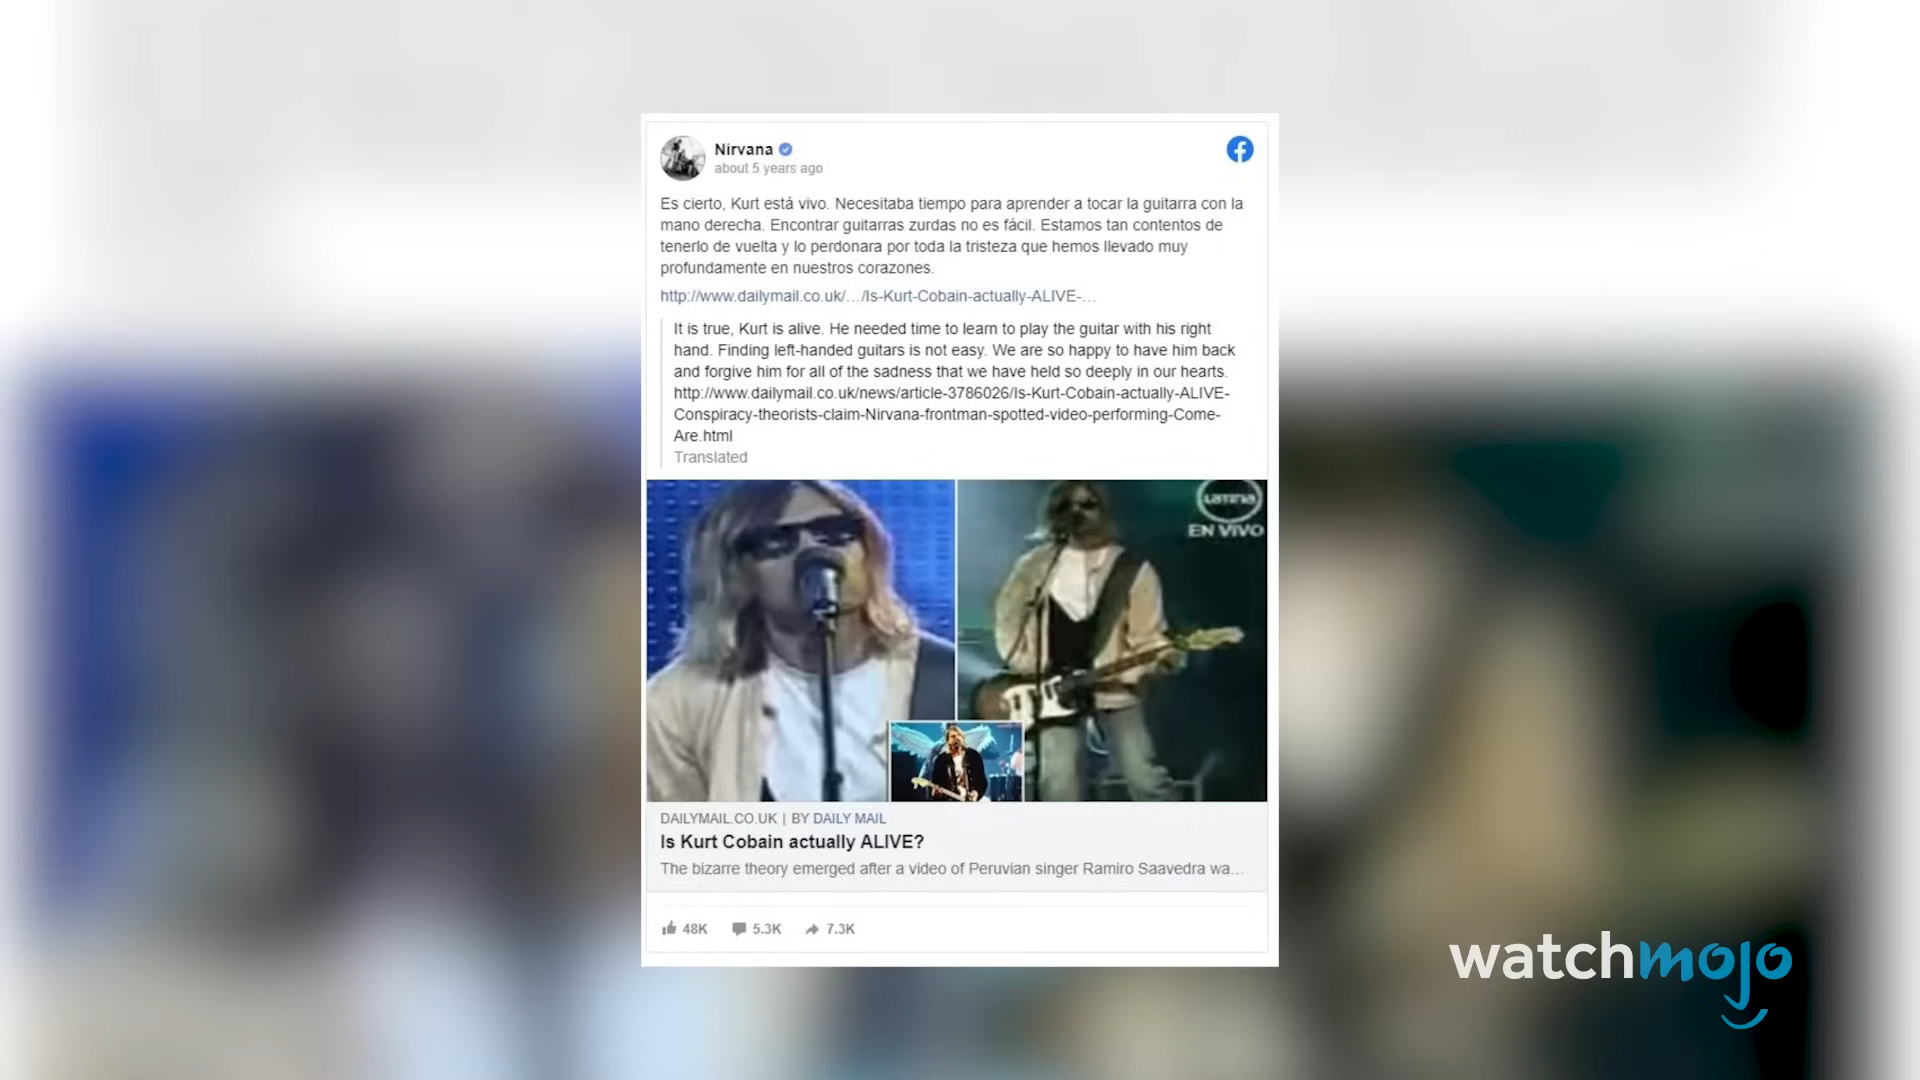 Nirvana
about 5 years ago
Es cierto, Kurt está vivo. Necesitaba tiempo para aprender a tocar la guitarra con la
mano derecha. Encontrar guitarras zurdas no es fácil. Estamos tan contentos de
tenerlo de vuelta y lo perdonara por toda la tristeza que hemos llevado muy
profundamente en nuestros corazones.
http://www.dailymail.co.uk/…/Is-Kurt-Cobain-actually-ALIVE-…
It is true, Kurt is alive. He needed time to learn to play the guitar with his right
hand. Finding left-handed guitars is not easy. We are so happy to have him back
and forgive him for all of the sadness that we have held so deeply in our hearts.
http://www.dailymail.co.uk/news/article-3786026/Is-Kurt-Cobain-actually-ALIVE-
Conspiracy-theorists-claim-Nirvana-frontman-spotted-video-performing-Come-
Are.html
Translated
Latina
EN VIVO
DAILYMAIL.CO.UK | BY DAILY MAIL
Is Kurt Cobain actually ALIVE?
The bizarre theory emerged after a video of Peruvian singer Ramiro Saavedra wa…
48K 5.3K 7.3K
watchmojo